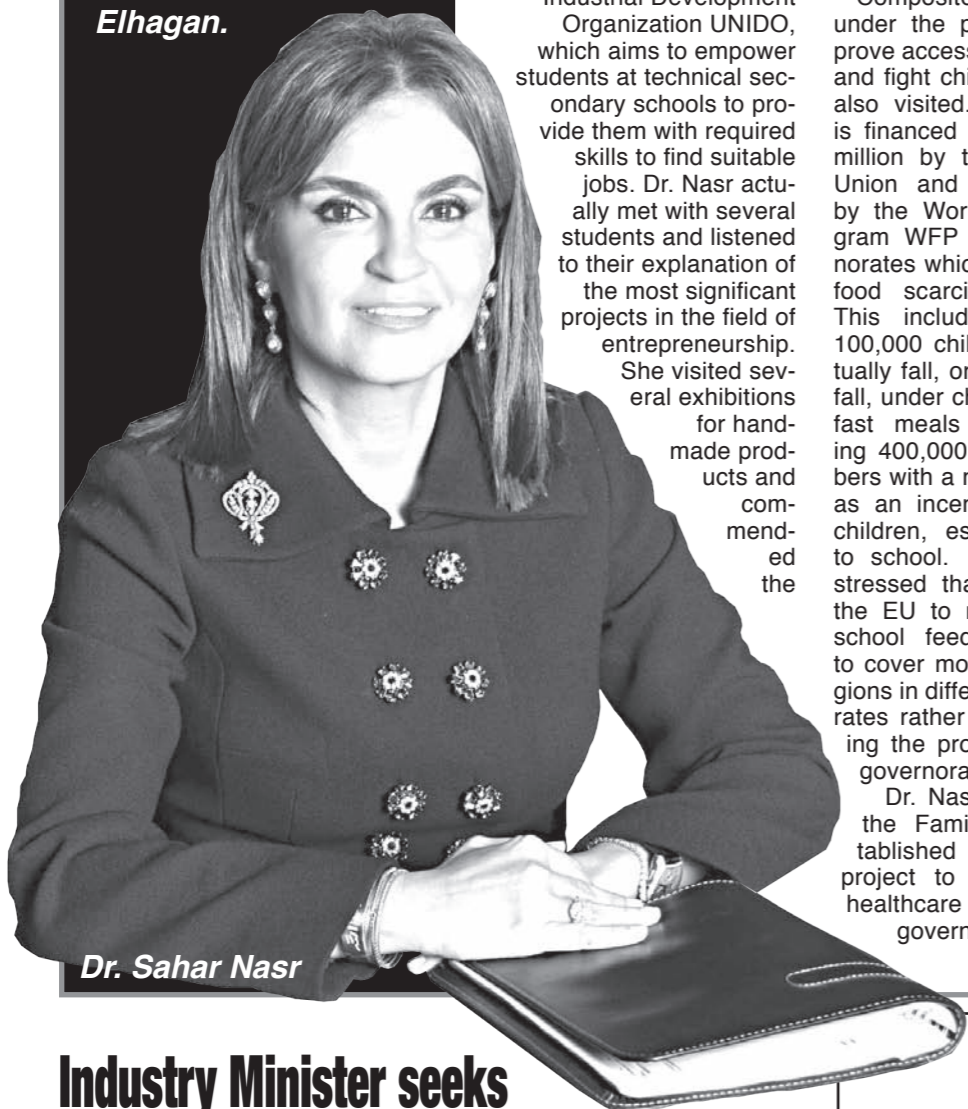 Elhagan.
Industrial Development
Organization UNIDO,
which aims to empower
students at technical sec-
ondary schools to pro-
vide them with required
skills to find suitable
jobs. Dr. Nasr actu-
ally met with several
students and listened
to their explanation of
the most significant
projects in the field of
entrepreneurship.
She visited sev-
eral exhibitions
for hand-
made prod-
ucts and
com-
mend-
ed
the
under the p
prove access
and fight chi
also visited.
is financed
million by t
Union and
by the Wor
gram WFP
norates whic
food scarci
This includ
100,000 chil
tually fall, or
fall, under ch
fast meals
ing 400,000
bers with a r
as an incer
children, es
to school.
stressed tha
the EU to r
school feed
to cover mo
gions in diffe
rates rather
ing the pro
governora
Dr. Nas
the Fami
tablished
project to
healthcare
govern
Dr. Sahar Nasr
Industry Minister seeks